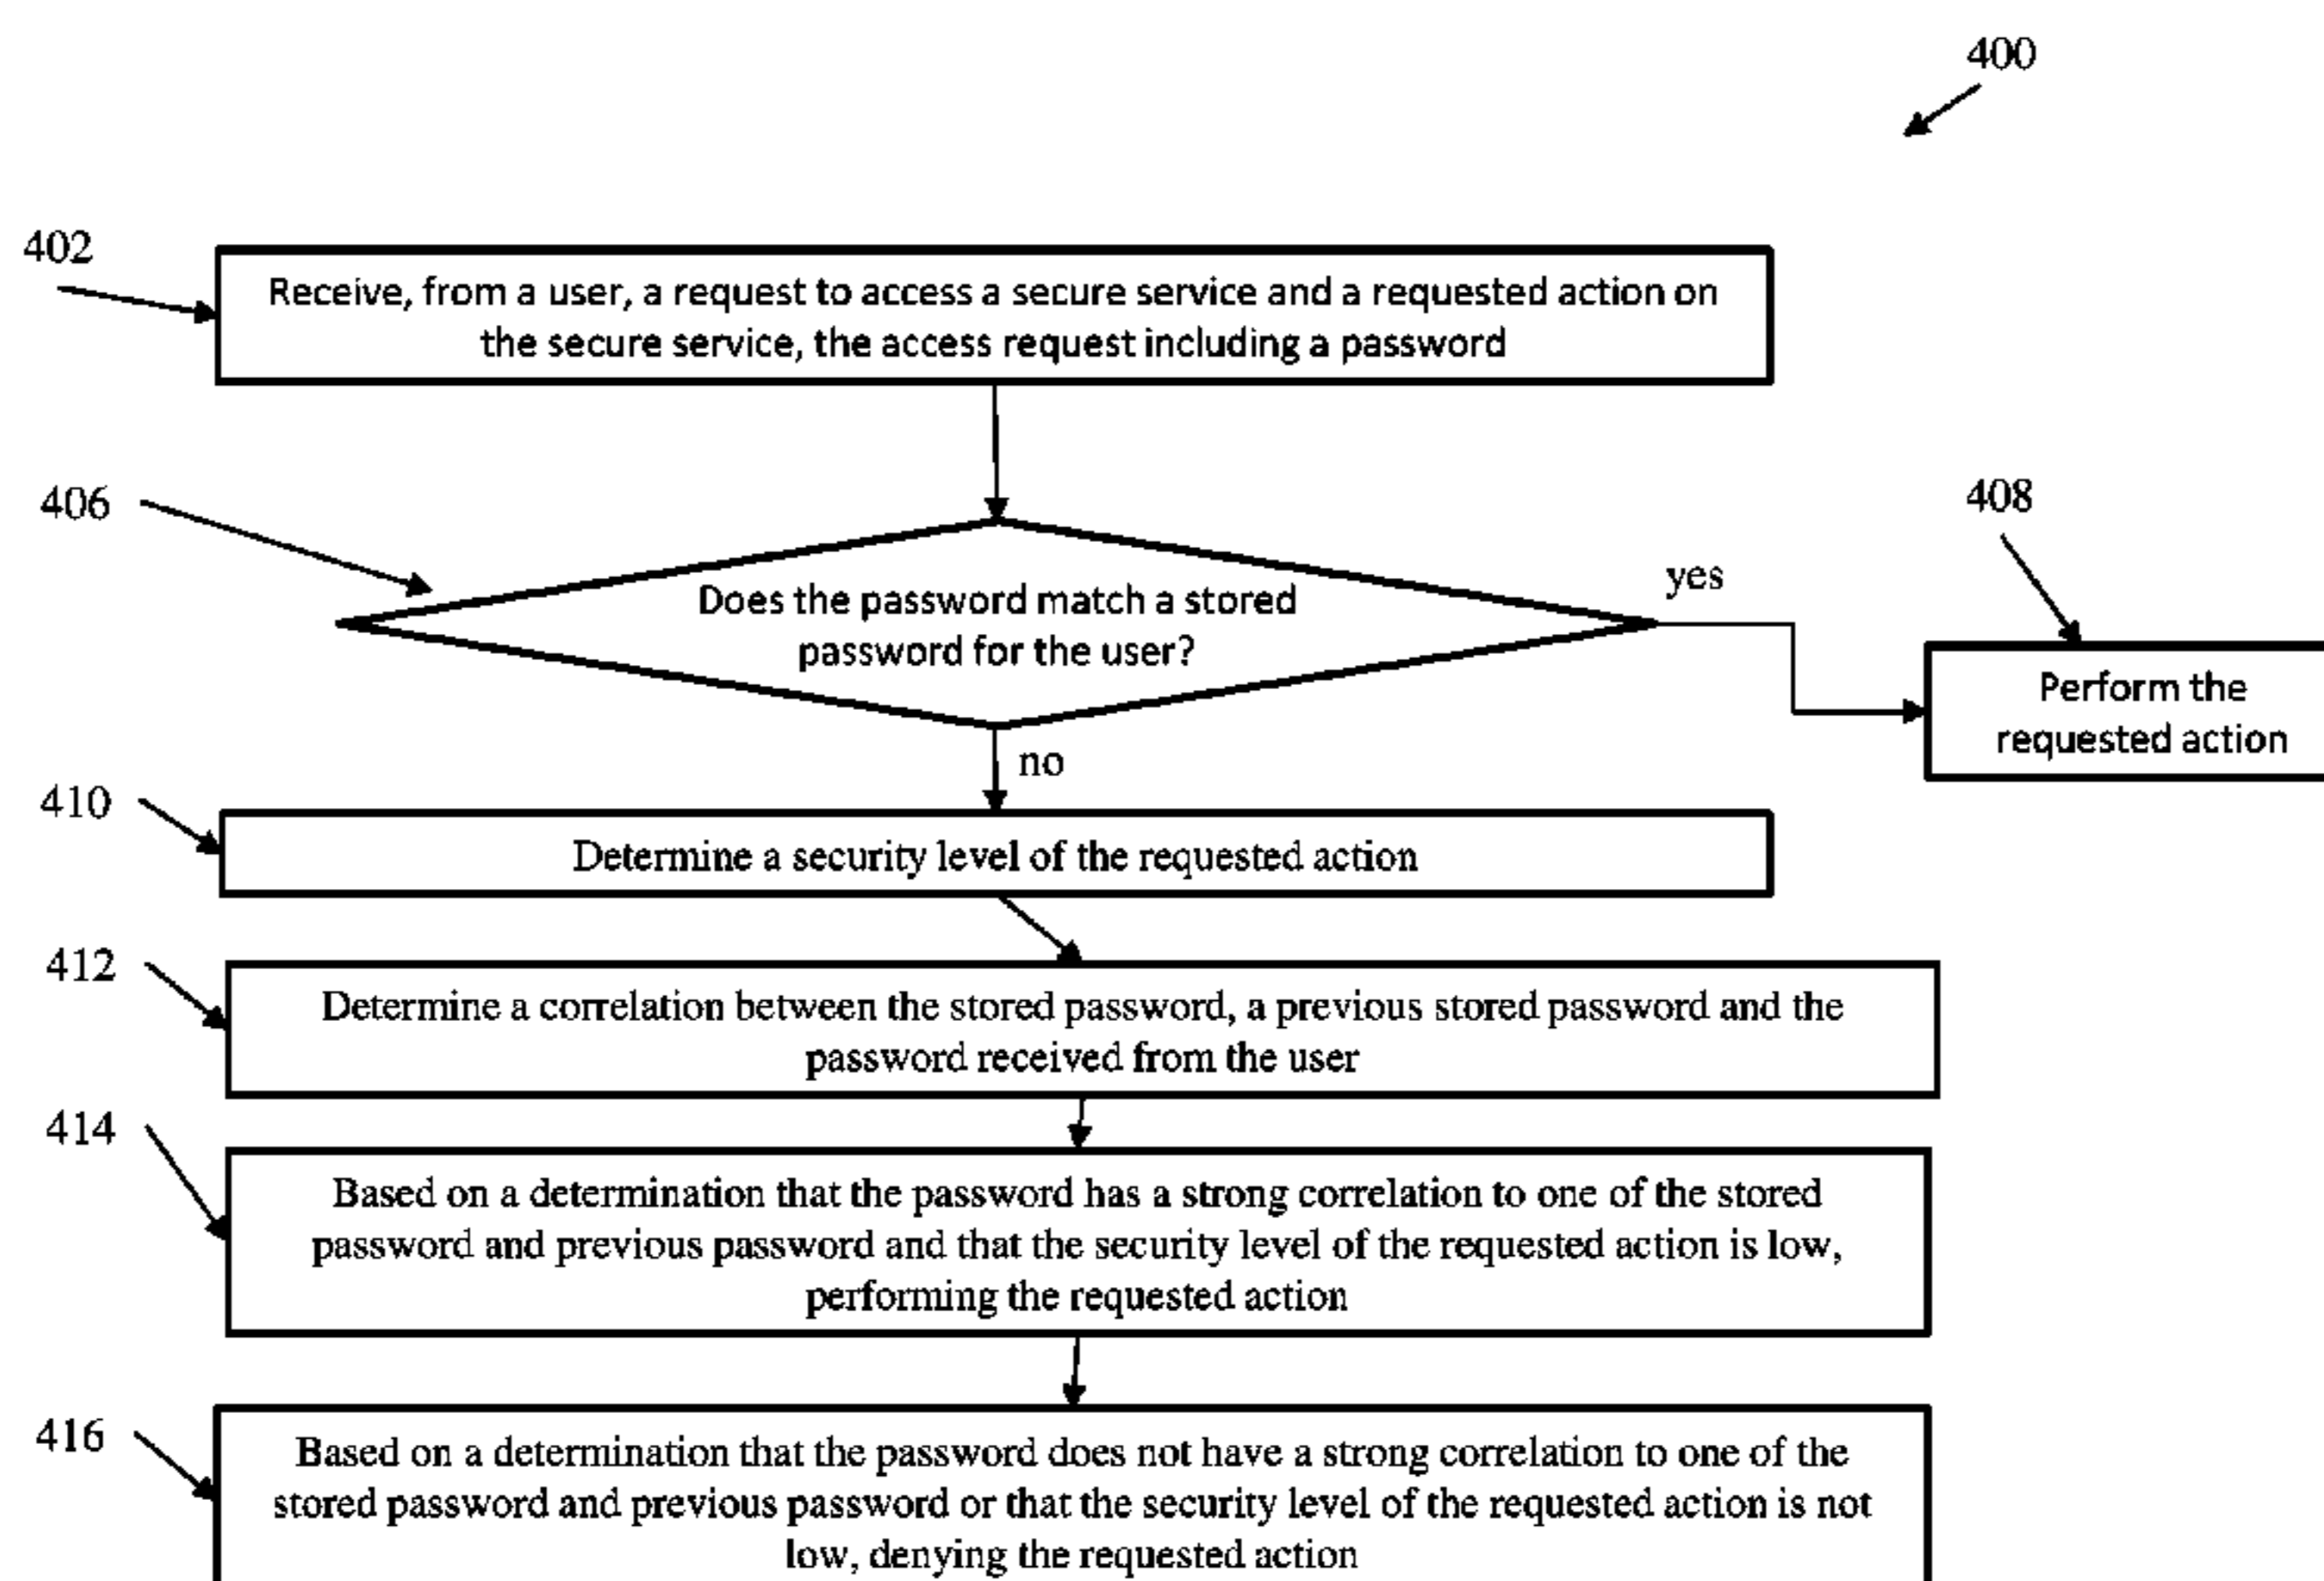 400
402
Receive, from a user, a request to access a secure service and a requested action on
the secure service, the access request including a password
406
408
Does the password match a stored
password for the user?
yes
Perform the
requested action
no
410
Determine a security level of the requested action
412
Determine a correlation between the stored password, a previous stored password and the
password received from the user
414
Based on a determination that the password has a strong correlation to one of the stored
password and previous password and that the security level of the requested action is low,
performing the requested action
416
Based on a determination that the password does not have a strong correlation to one of the
stored password and previous password or that the security level of the requested action is not
low, denying the requested action